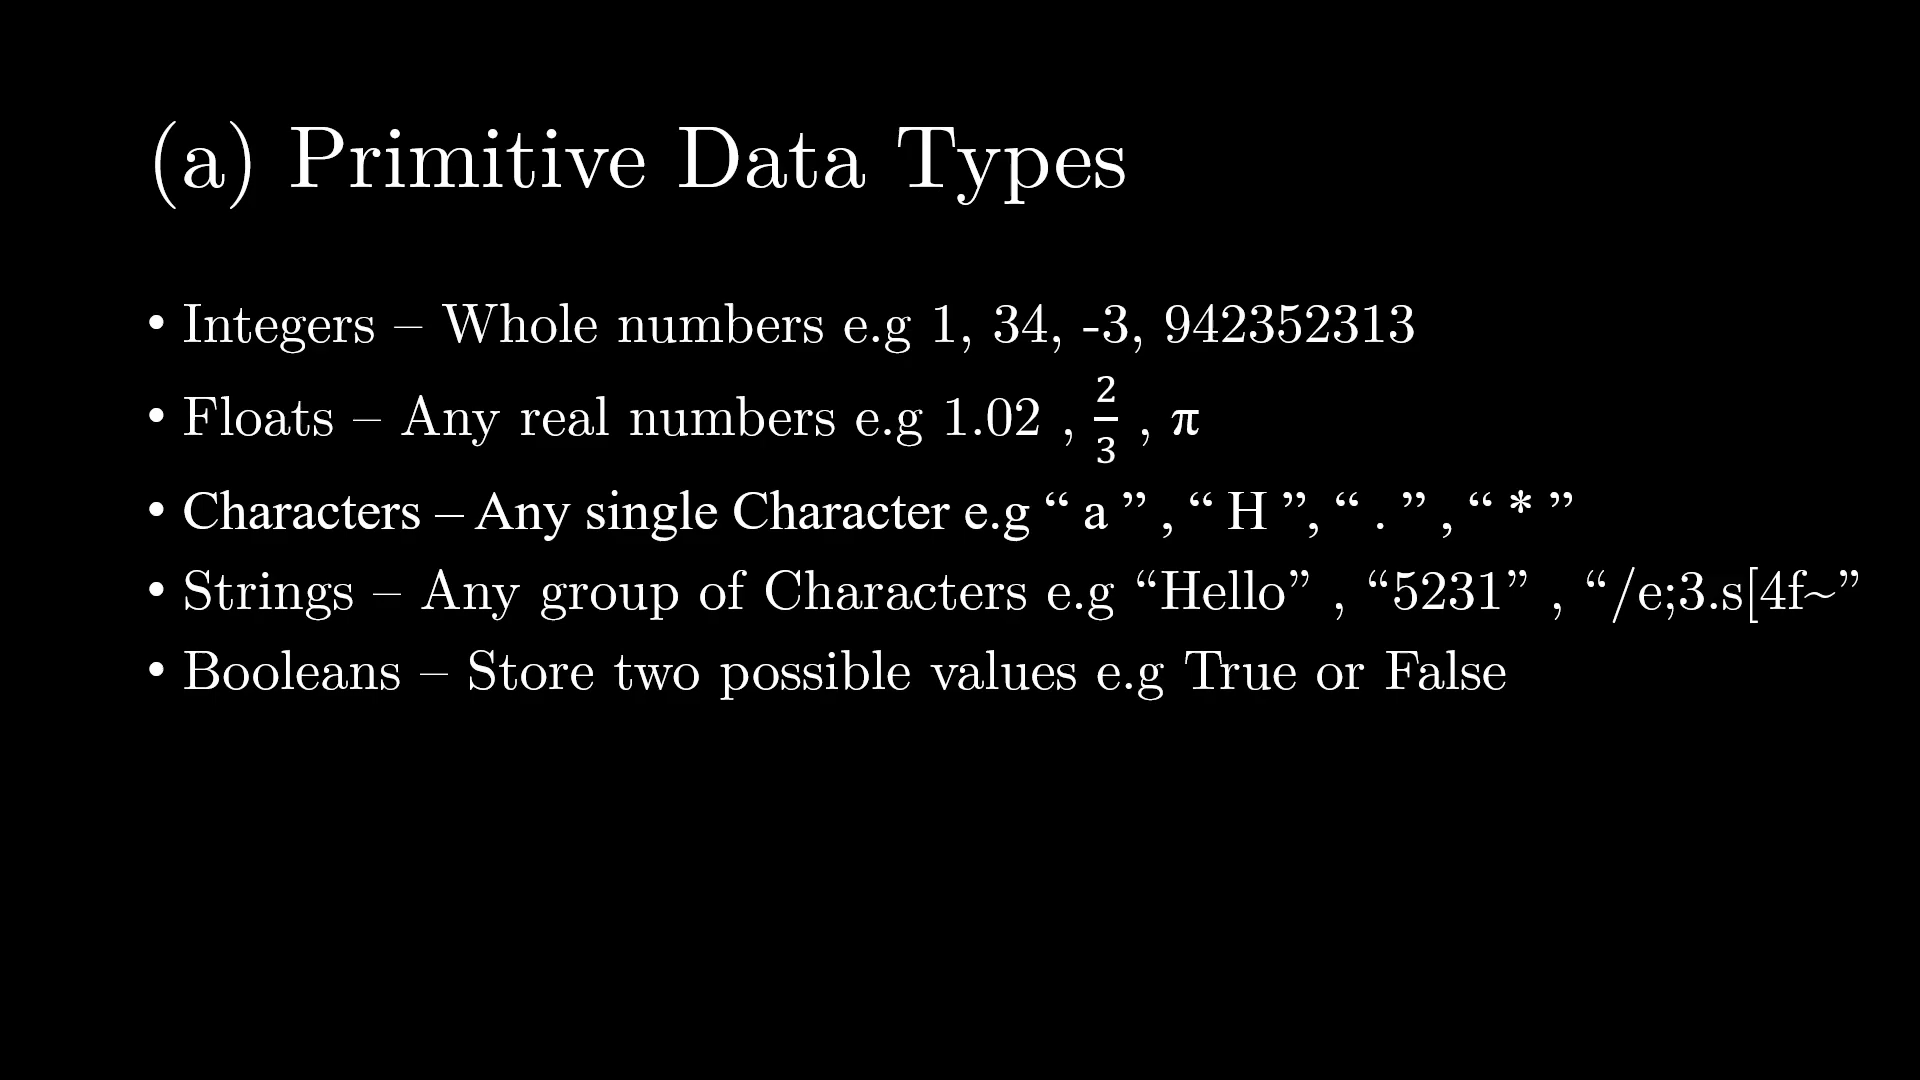 (a) Primitive Data Types
• Integers – Whole numbers e.g 1, 34, -3, 942352313
• Floats – Any real numbers e.g 1.02 , 2/3 , π
• Characters – Any single Character e.g “ a ” , “ H ”, “ . ” , “ * ”
• Strings – Any group of Characters e.g “Hello” , “5231” , “/e;3.s[4f~”
• Booleans – Store two possible values e.g True or False